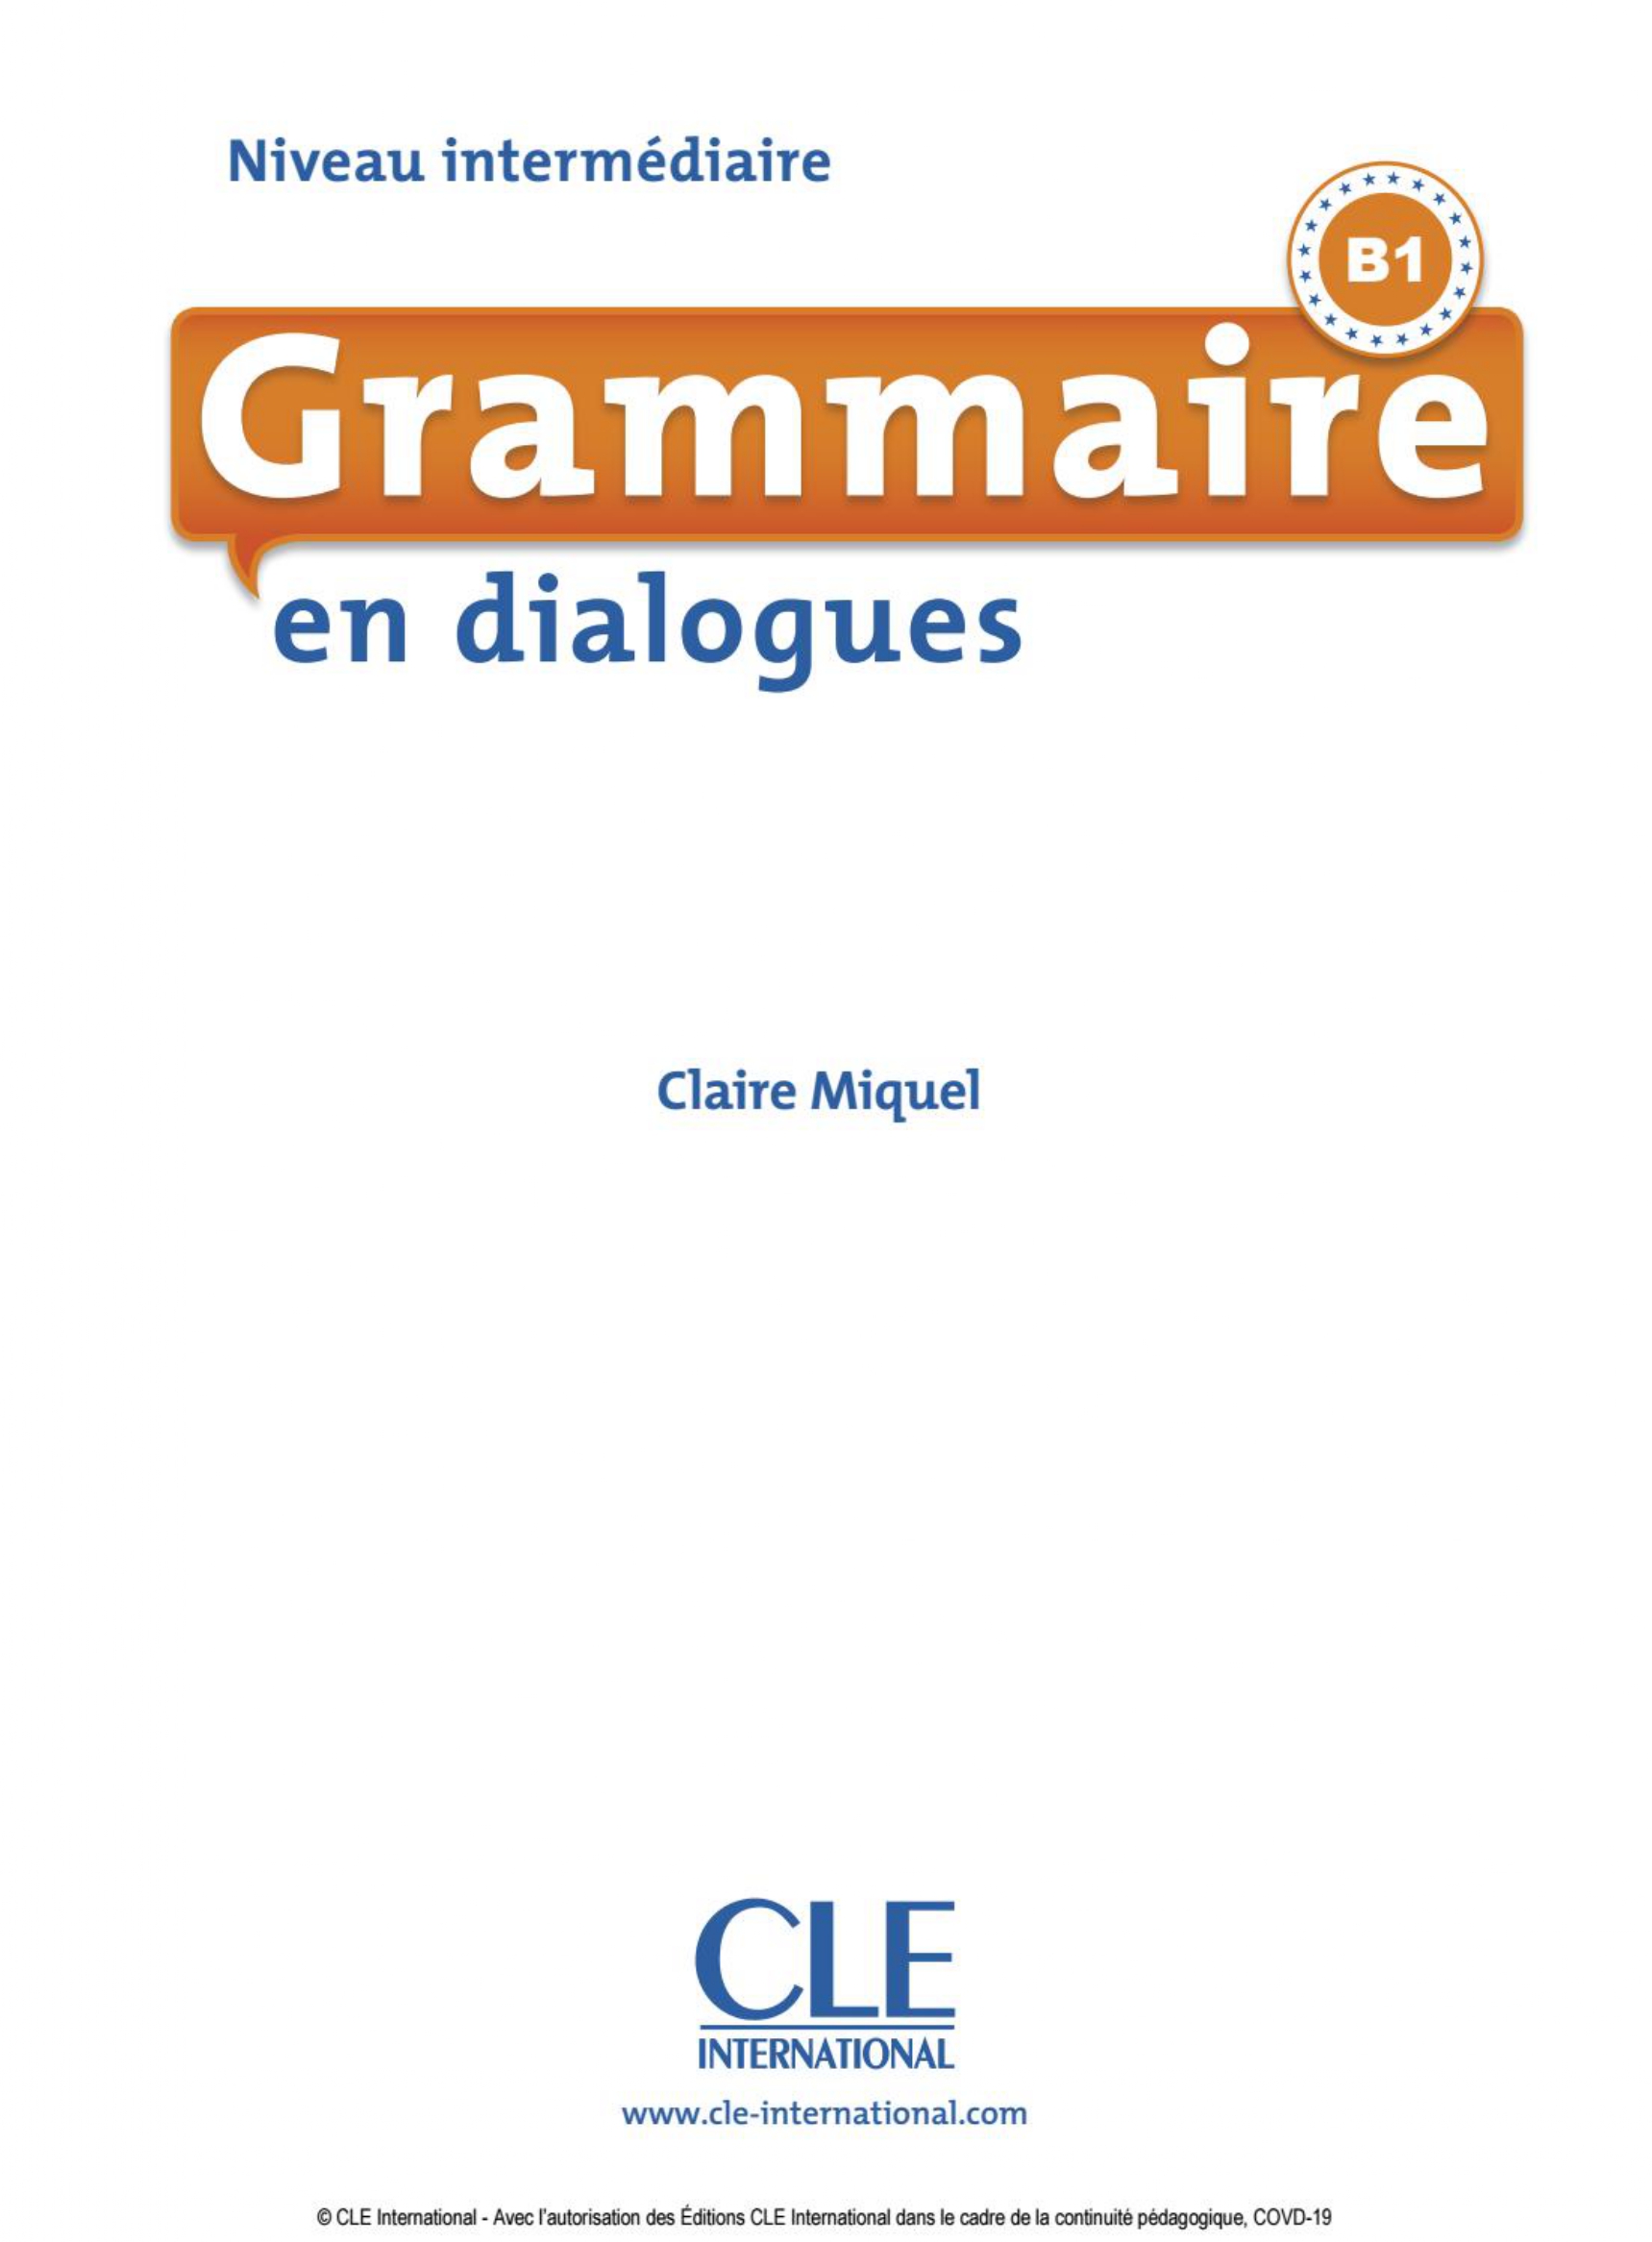 Niveau intermédiaire
B1
Grammaire
en dialogues
Claire Miquel
CLE
INTERNATIONAL
www.cle-international.com
© CLE International - Avec l'autorisation des Éditions CLE International dans le cadre de la continuité pédagogique, COVD-19